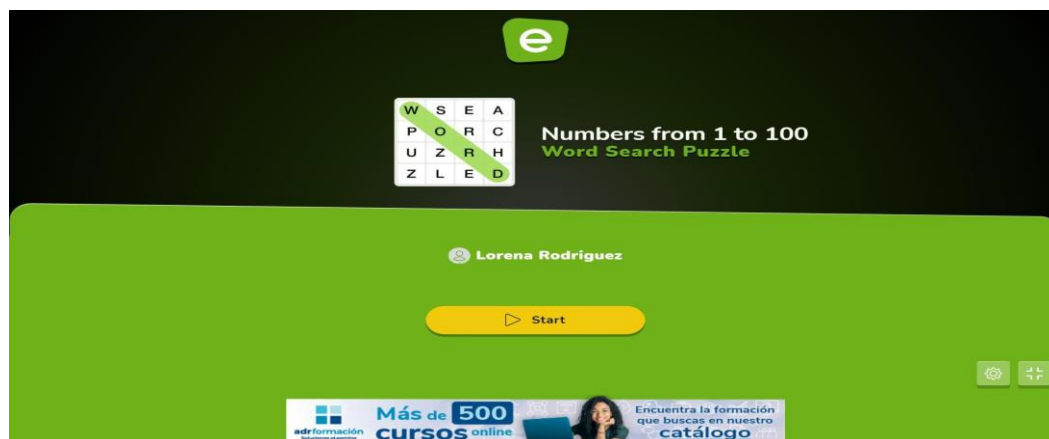 e
W S E A
P O R C
U Z R H
Z L E D
Numbers from 1 to 100
Word Search Puzzle
Lorena Rodriguez
Start
adrformación
Más de 500
cursos online
Encuentra la formación
que buscas en nuestro
catálogo